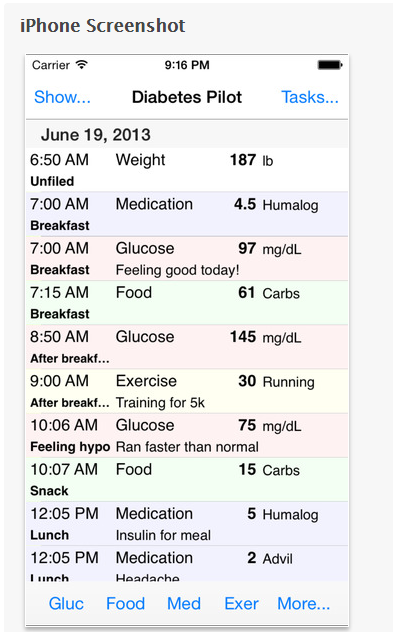 iPhone Screenshot
Carrier 9:16 PM
Show... Diabetes Pilot Tasks...
June 19, 2013
6:50 AM Weight 187 lb
Unfiled
7:00 AM Medication 4.5 Humalog
Breakfast
7:00 AM Glucose 97 mg/dL
Breakfast Feeling good today!
7:15 AM Food 61 Carbs
Breakfast
8:50 AM Glucose 145 mg/dL
After breakf...
9:00 AM Exercise 30 Running
After breakf... Training for 5k
10:06 AM Glucose 75 mg/dL
Feeling hypo Ran faster than normal
10:07 AM Food 15 Carbs
Snack
12:05 PM Medication 5 Humalog
Lunch Insulin for meal
12:05 PM Medication 2 Advil
Lunch Headache
Gluc Food Med Exer More...